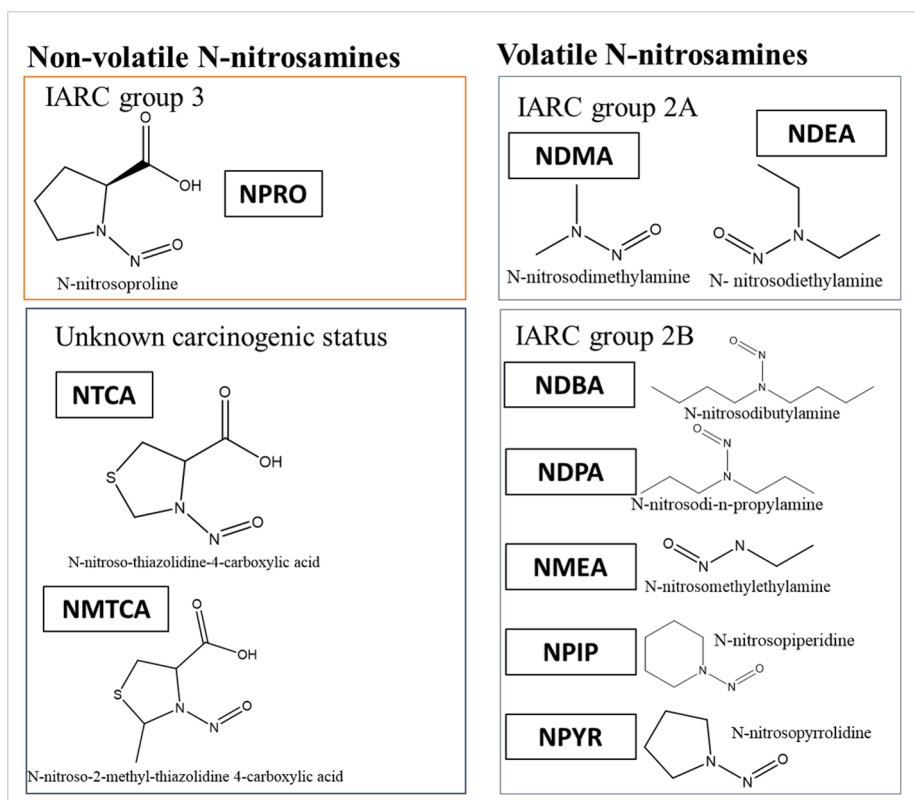 Non-volatile N-nitrosamines
IARC group 3
O
OH
NPRO
N
N
O
N-nitrosoproline
Unknown carcinogenic status
NTCA
O
OH
S
N
N
O
N-nitroso-thiazolidine-4-carboxylic acid
NMTCA
O
OH
S
N
N
O
N-nitroso-2-methyl-thiazolidine 4-carboxylic acid
Volatile N-nitrosamines
IARC group 2A
NDMA
N
N
O
N-nitrosodimethylamine
NDEA
O
N
N
N- nitrosodiethylamine
IARC group 2B
NDBA
O
N
N
N-nitrosodibutylamine
NDPA
O
N
N
N-nitrosodi-n-propylamine
NMEA
O
N
N
N-nitrosomethylethylamine
NPIP
N-nitrosopiperidine
N
N
O
NPYR
N-nitrosopyrrolidine
N
N
O